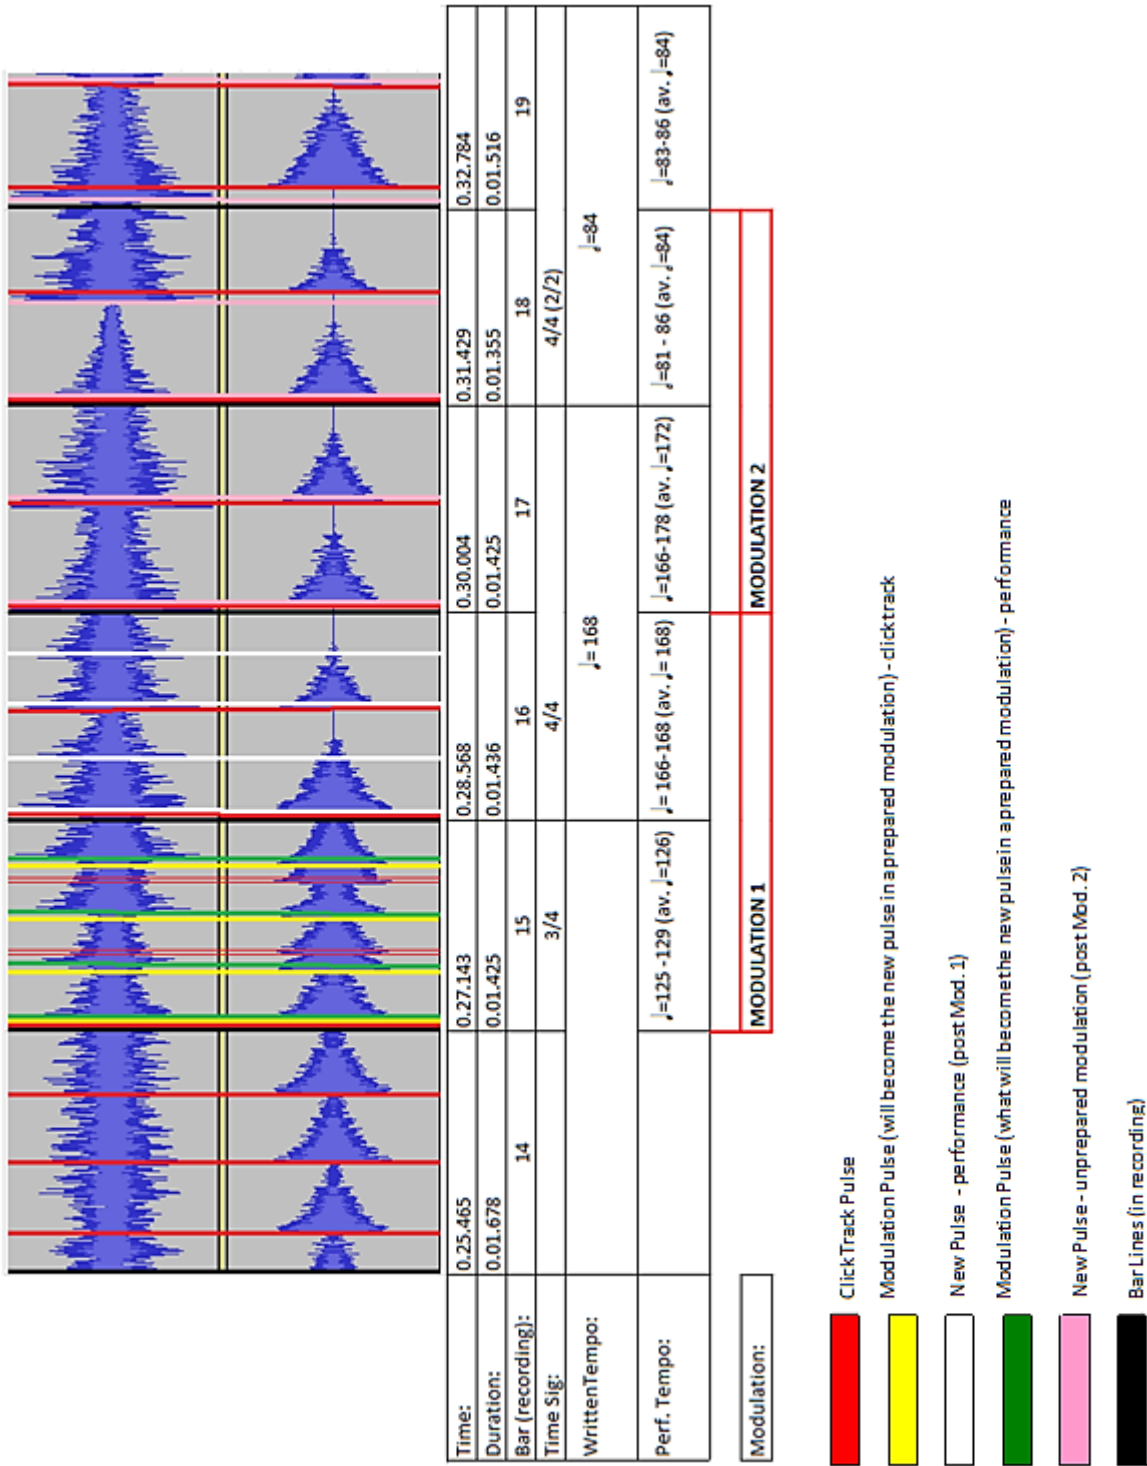 Time: 0.25.465 0.27.143 0.28.568 0.30.004 0.31.429 0.32.784
Duration: 0.01.678 0.01.425 0.01.436 0.01.425 0.01.355 0.01.516
Bar (recording): 14 15 16 17 18 19
Time Sig: 3/4 4/4 4/4 (2/2)
WrittenTempo: ♩= 168 ♩=84
Perf. Tempo: ♩=125 -129 (av. ♩=126) ♩= 166-168 (av. ♩= 168) ♩=166-178 (av. ♩=172) ♩=81 - 86 (av. ♩=84) ♩=83-86 (av. ♩=84)
Modulation: MODULATION 1 MODULATION 2
ClickTrack Pulse
Modulation Pulse (will become the new pulse in a prepared modulation) - clicktrack
New Pulse - performance (post Mod. 1)
Modulation Pulse (what will become the new pulse in a prepared modulation) - performance
New Pulse - unprepared modulation (post Mod. 2)
Bar Lines (in recording)